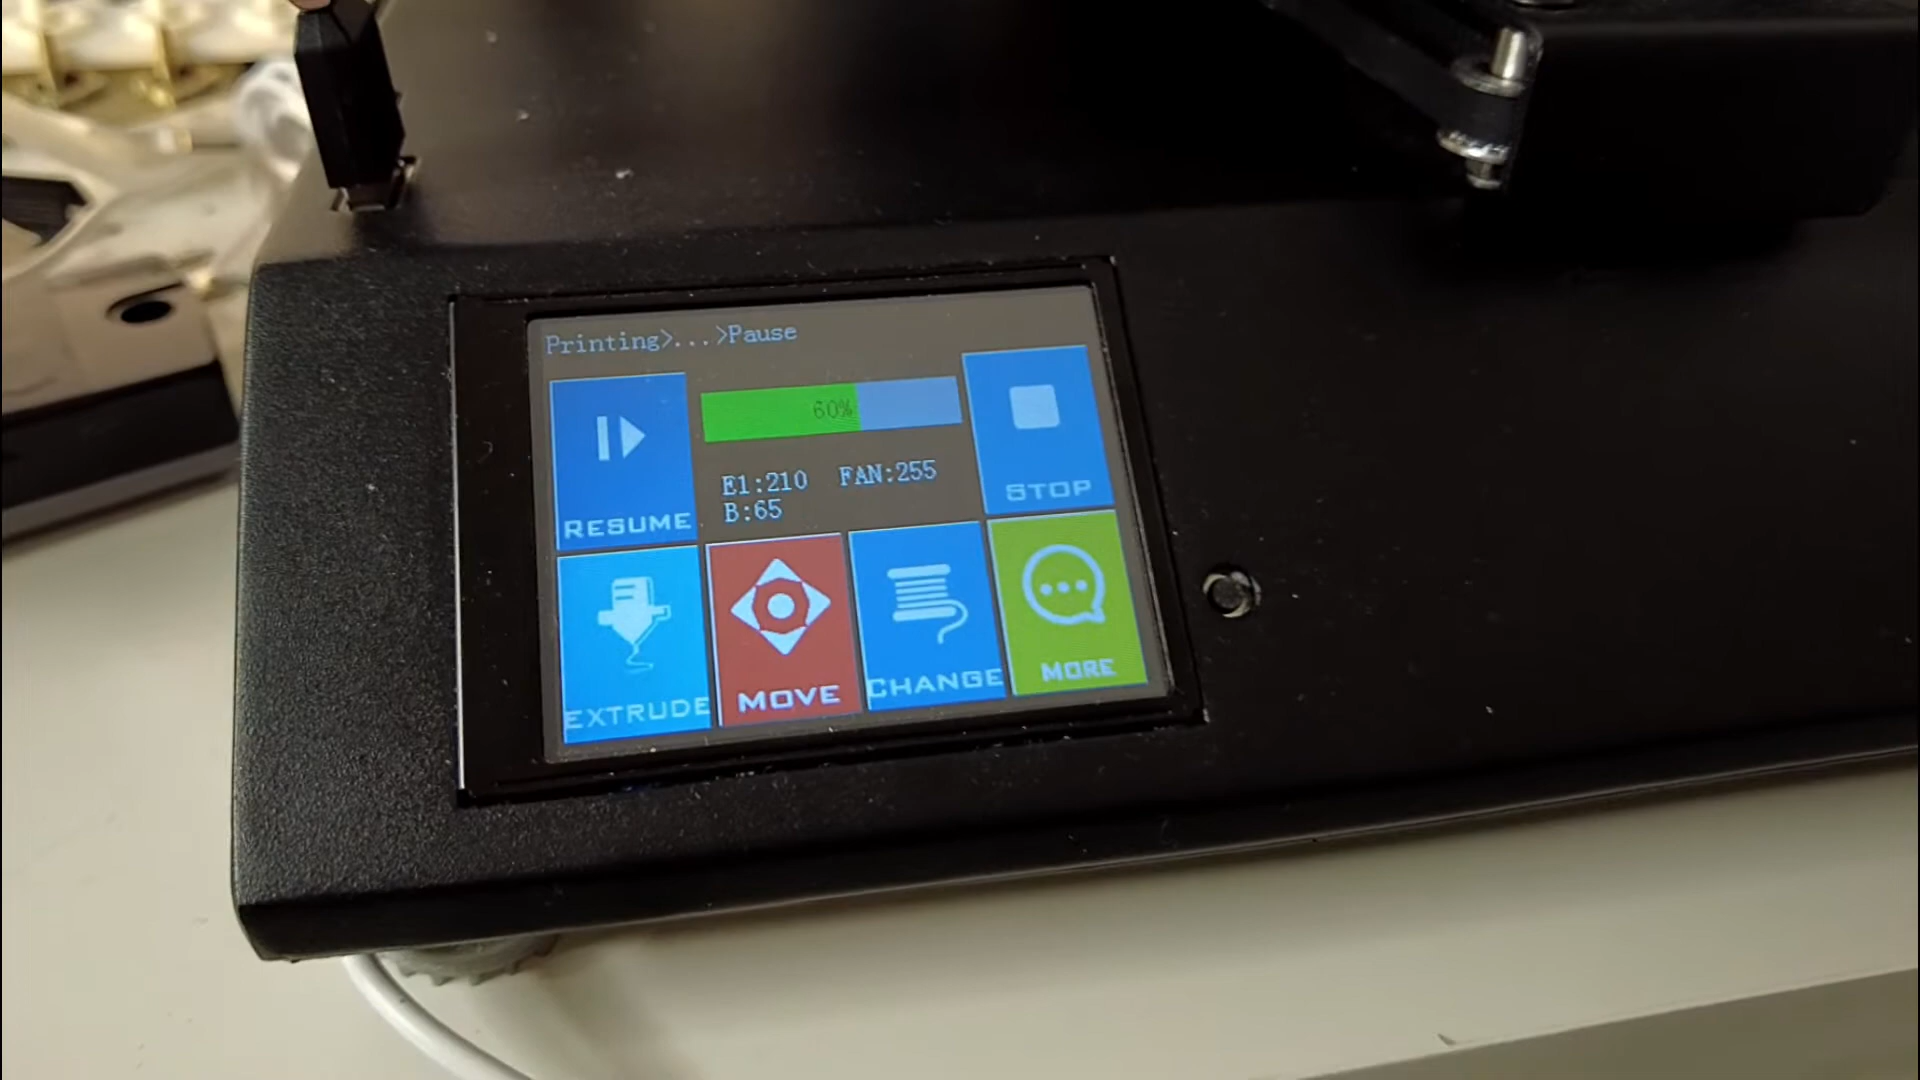 Printing>...>Pause
RESUME
60%
STOP
E1:210 FAN:255
B:65
EXTRUDE
MOVE
CHANGE
MORE